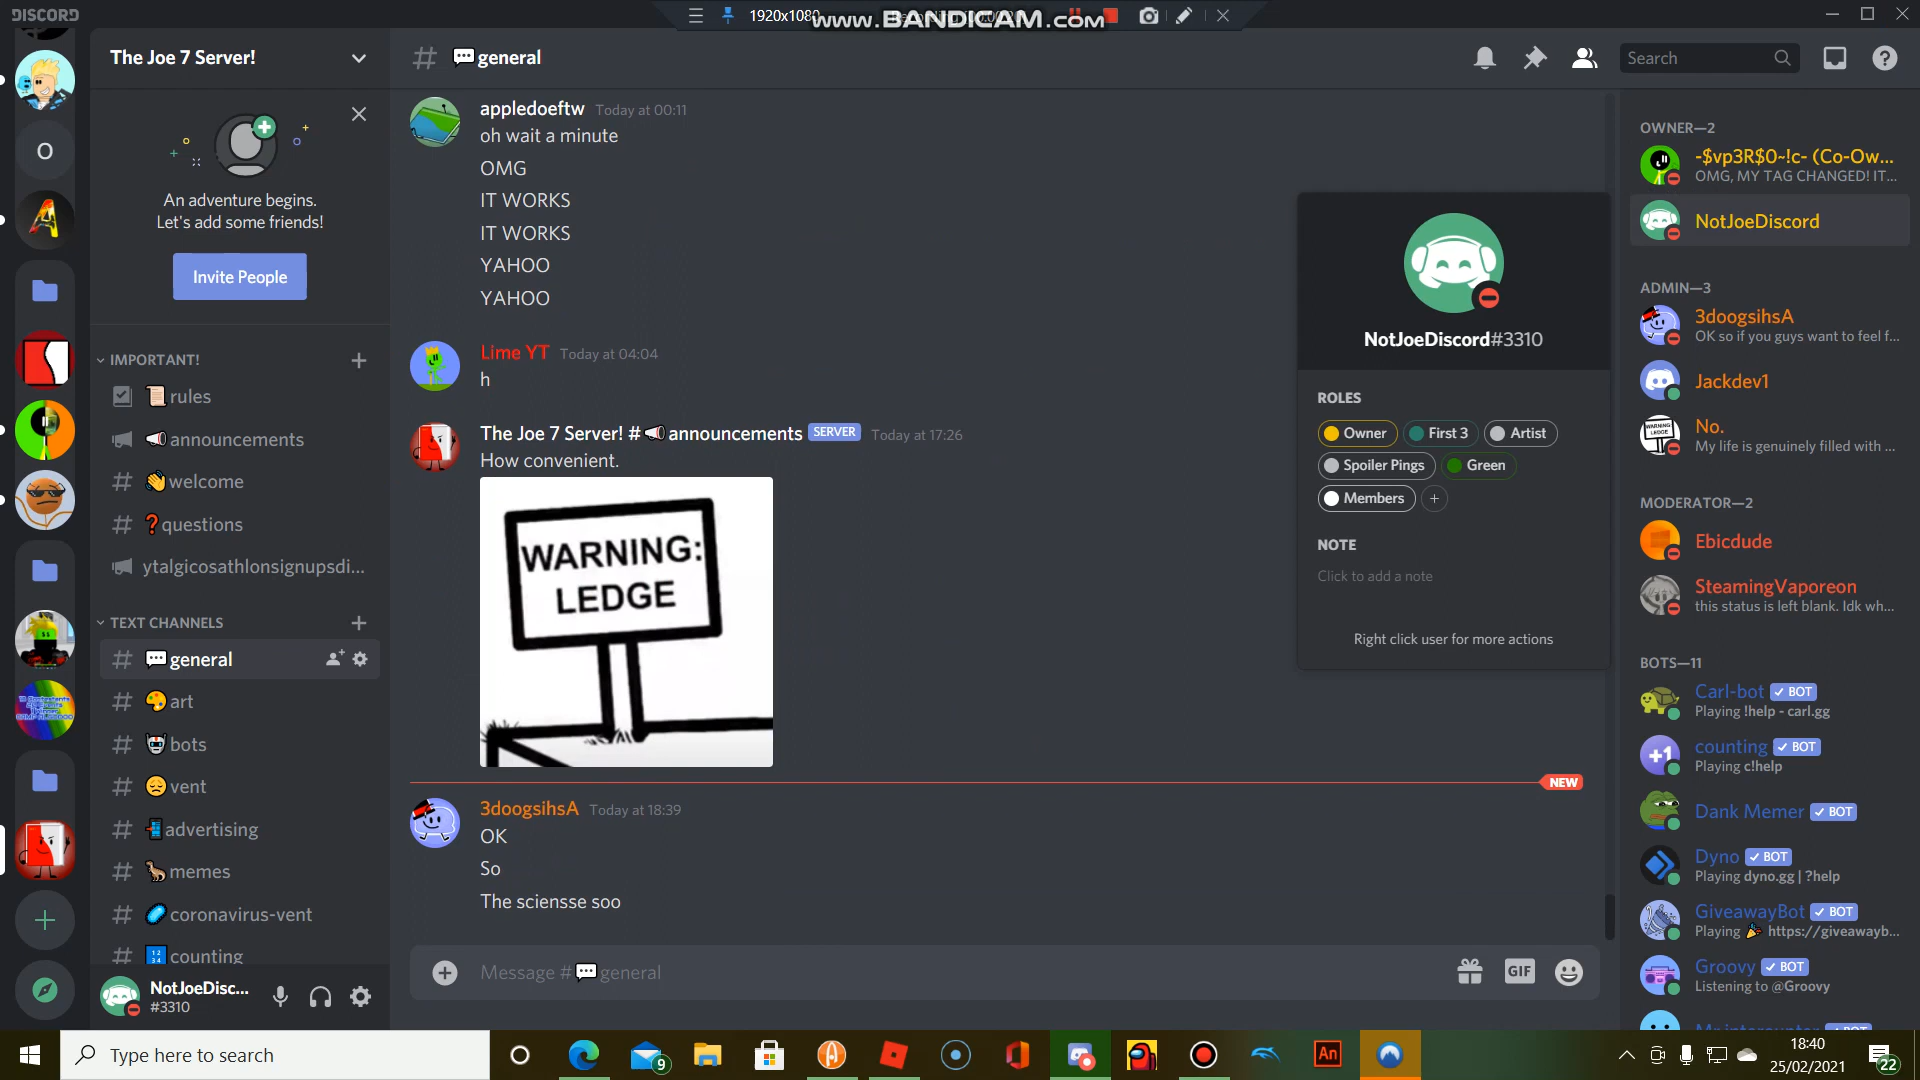 DISCORD
1920x1080
www.BANDICAM.com
The Joe 7 Server!
An adventure begins.
Let's add some friends!
Invite People
IMPORTANT!
rules
announcements
welcome
questions
ytalgicosathlonsignupsdi...
TEXT CHANNELS
general
art
bots
vent
advertising
memes
coronavirus-vent
counting
NotJoeDisc...
#3310
general
Search
appledoeftw Today at 00:11
oh wait a minute
OMG
IT WORKS
IT WORKS
YAHOO
YAHOO
Lime YT Today at 04:04
h
The Joe 7 Server! # announcements SERVER Today at 17:26
How convenient.
WARNING:
LEDGE
NEW
3doogsihsA Today at 18:39
OK
So
The sciensse soo
Message # general
GIF
NotJoeDiscord#3310
ROLES
Owner First 3 Artist
Spoiler Pings Green
Members +
NOTE
Click to add a note
Right click user for more actions
OWNER—2
-$vp3R$0~!c- (Co-Ow...
OMG, MY TAG CHANGED! IT...
NotJoeDiscord
ADMIN—3
3doogsihsA
OK so if you guys want to feel f...
Jackdev1
No.
My life is genuinely filled with ...
MODERATOR—2
Ebicdude
SteamingVaporeon
this status is left blank. Idk wh...
BOTS—11
Carl-bot BOT
Playing !help - carl.gg
counting BOT
Playing c!help
Dank Memer BOT
Dyno BOT
Playing dyno.gg | ?help
GiveawayBot BOT
Playing https://giveawayb...
Groovy BOT
Listening to @Groovy
Type here to search
9
An
18:40
25/02/2021
22